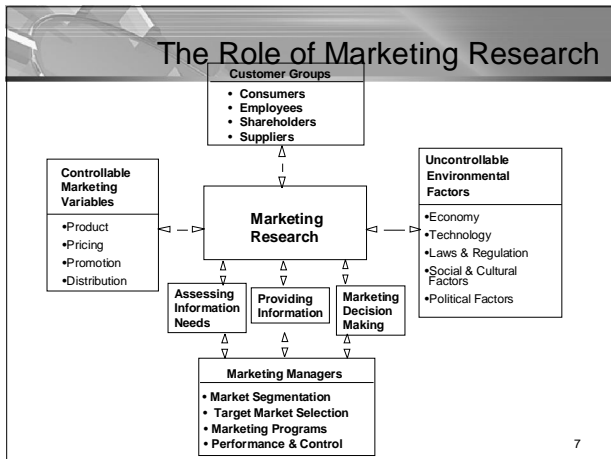 The Role of Marketing Research
Customer Groups
• Consumers
• Employees
• Shareholders
• Suppliers
Controllable
Marketing
Variables
•Product
•Pricing
•Promotion
•Distribution
Marketing
Research
Uncontrollable
Environmental
Factors
•Economy
•Technology
•Laws & Regulation
•Social & Cultural
Factors
•Political Factors
Assessing
Information
Needs
Providing
Information
Marketing
Decision
Making
Marketing Managers
• Market Segmentation
• Target Market Selection
• Marketing Programs
• Performance & Control
7